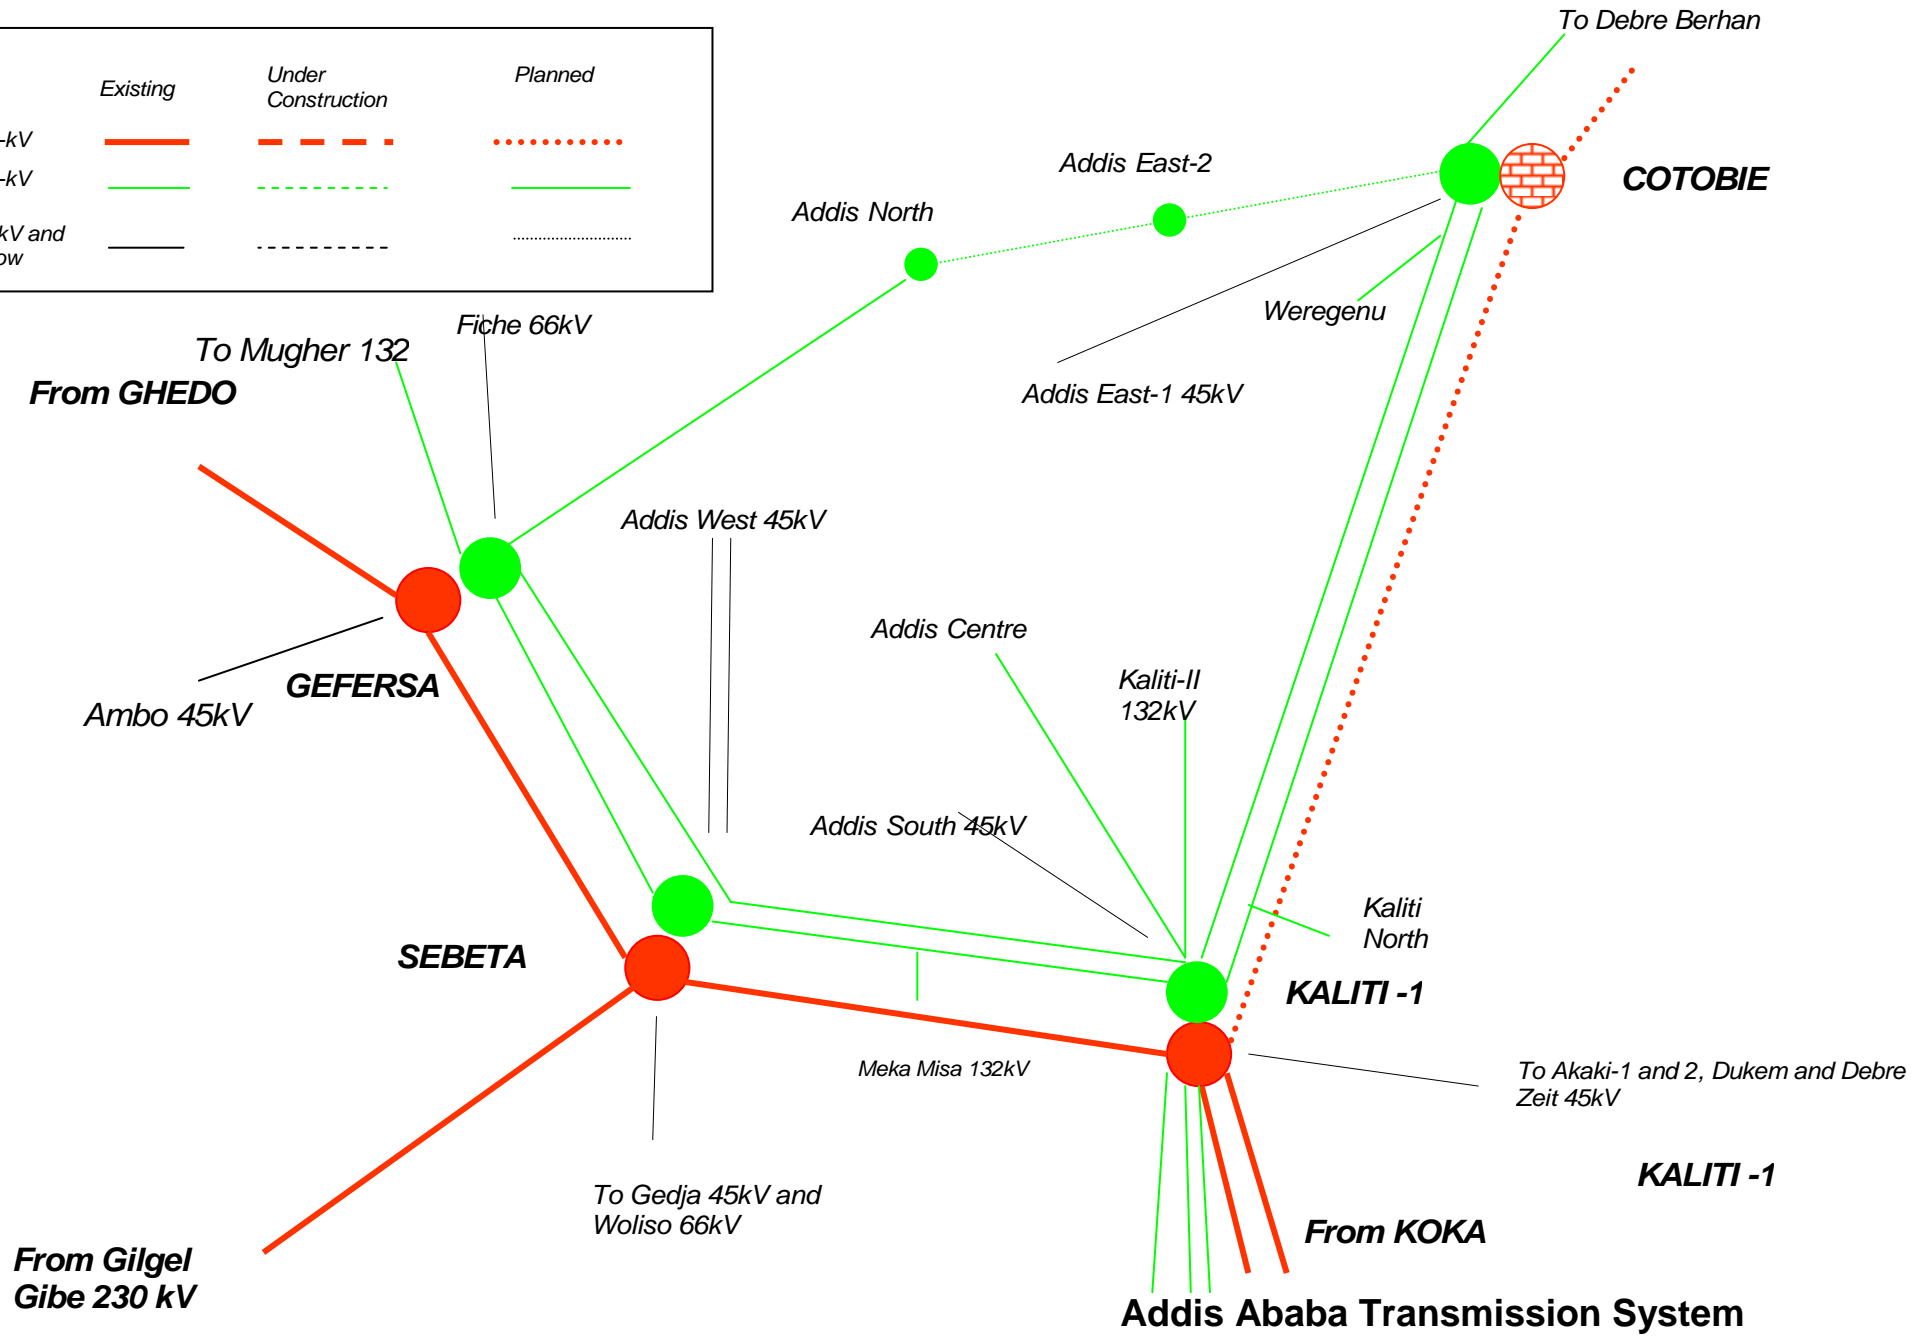 To Debre Berhan
Existing
Under
Construction
Planned
-kV
-kV
kV and
ow
Addis East-2
COTOBIE
Addis North
Weregenu
Fiche 66kV
To Mugher 132
From GHEDO
Addis East-1 45kV
Addis West 45kV
Addis Centre
GEFERSA
Ambo 45kV
Kaliti-II
132kV
Addis South 45kV
Kaliti
North
SEBETA
KALITI -1
Meka Misa 132kV
To Akaki-1 and 2, Dukem and Debre
Zeit 45kV
KALITI -1
To Gedja 45kV and
Woliso 66kV
From KOKA
From Gilgel
Gibe 230 kV
Addis Ababa Transmission System